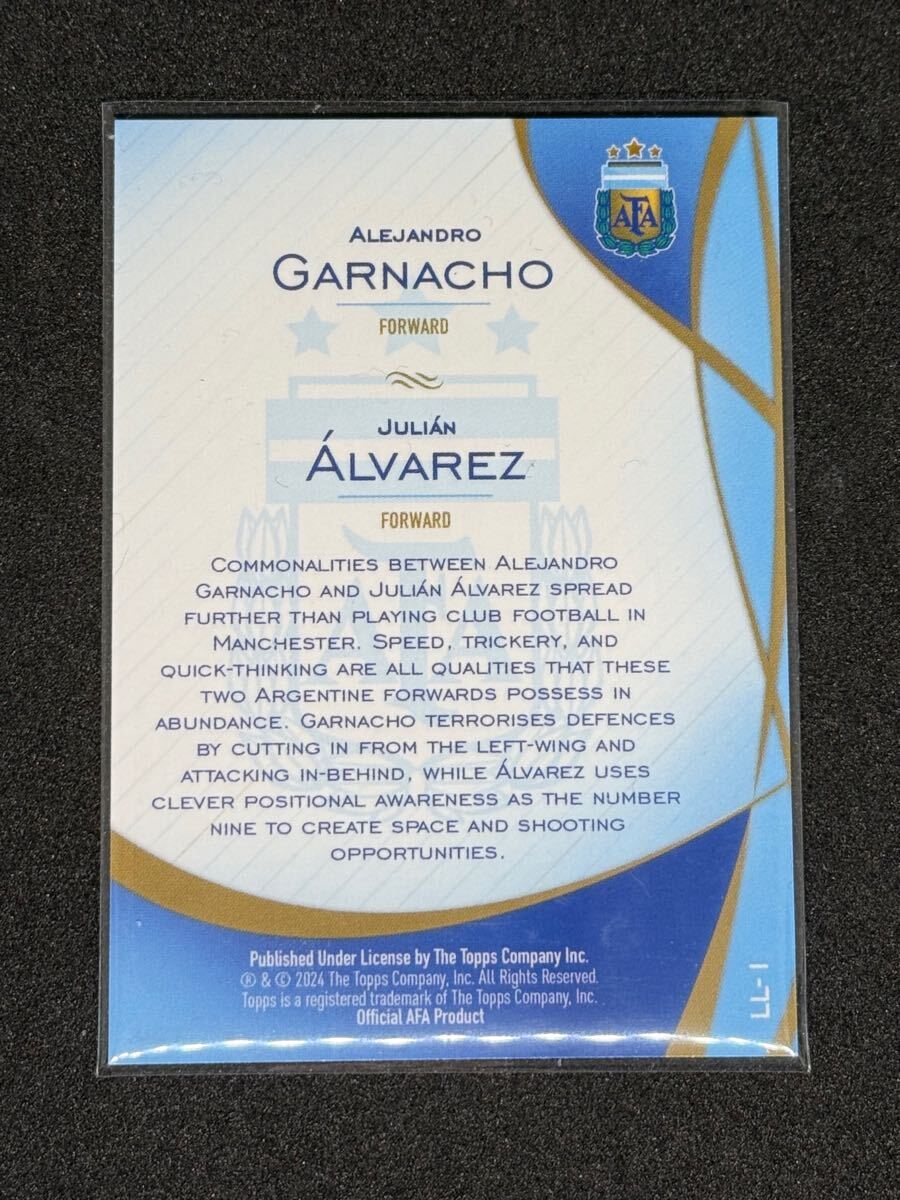 AFA
ALEJANDRO
GARNACHO
FORWARD
JULIÁN
ÁLVAREZ
FORWARD
COMMONALITIES BETWEEN ALEJANDRO
GARNACHO AND JULIÁN ÁLVAREZ SPREAD
FURTHER THAN PLAYING CLUB FOOTBALL IN
MANCHESTER. SPEED, TRICKERY, AND
QUICK-THINKING ARE ALL QUALITIES THAT THESE
TWO ARGENTINE FORWARDS POSSESS IN
ABUNDANCE. GARNACHO TERRORISES DEFENCES
BY CUTTING IN FROM THE LEFT-WING AND
ATTACKING IN-BEHIND, WHILE ÁLVAREZ USES
CLEVER POSITIONAL AWARENESS AS THE NUMBER
NINE TO CREATE SPACE AND SHOOTING
OPPORTUNITIES.
Published Under License by The Topps Company Inc.
® & © 2024 The Topps Company, Inc. All Rights Reserved.
Topps is a registered trademark of The Topps Company, Inc.
Official AFA Product
LL-1